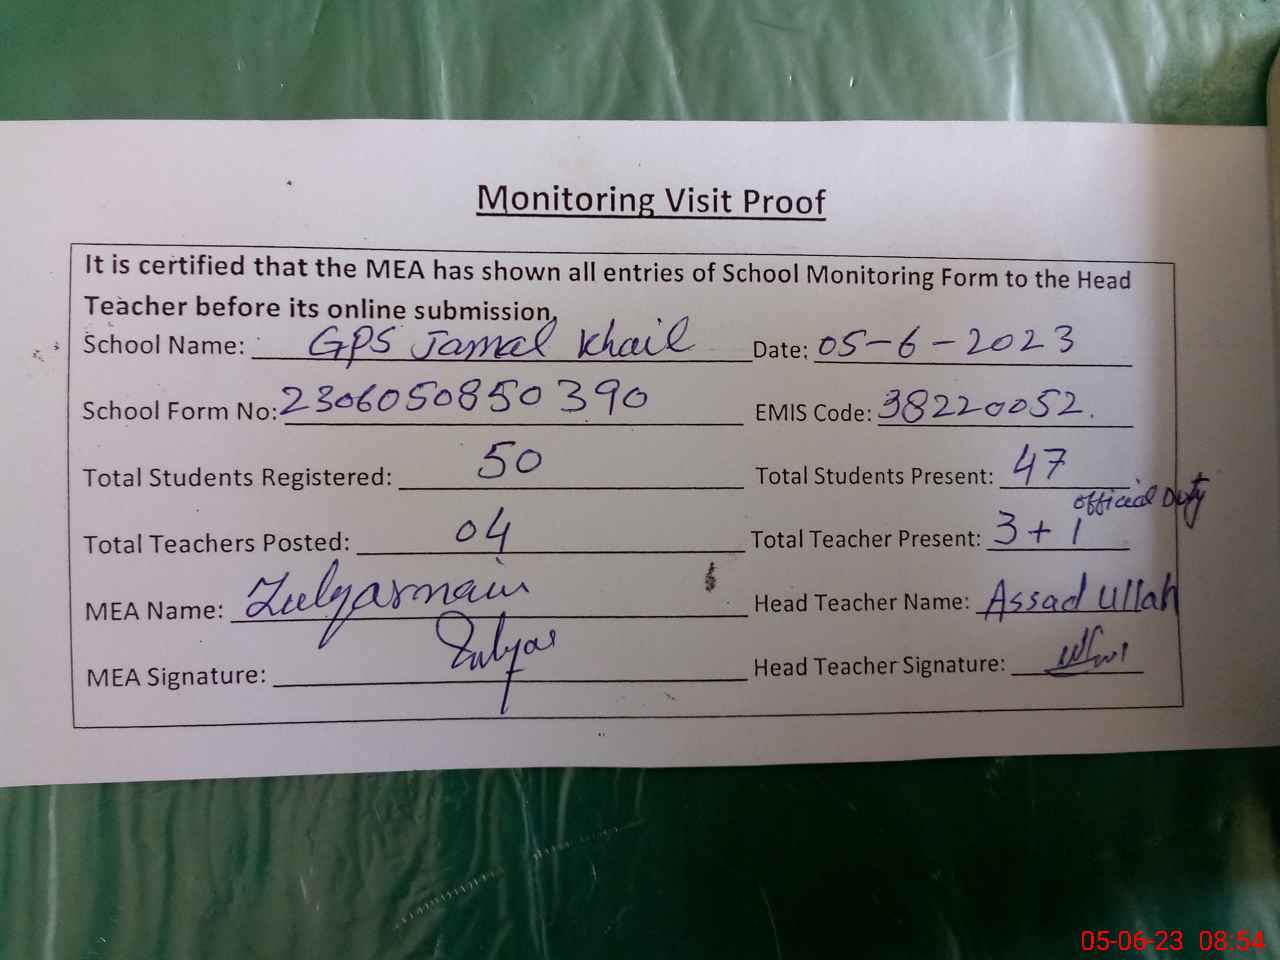 Monitoring Visit Proof
It is certified that the MEA has shown all entries of School Monitoring Form to the Head
Teacher before its online submission.
School Name: GPS Jamal Khail Date: 05-6-2023
School Form No: 2306050850390 EMIS Code: 38220052.
Total Students Registered: 50 Total Students Present: 47
official Duty
Total Teachers Posted: 04 Total Teacher Present: 3+1
MEA Name: Zulqarnain Head Teacher Name: Assad Ullah
MEA Signature: Head Teacher Signature:
05-06-23 08:54